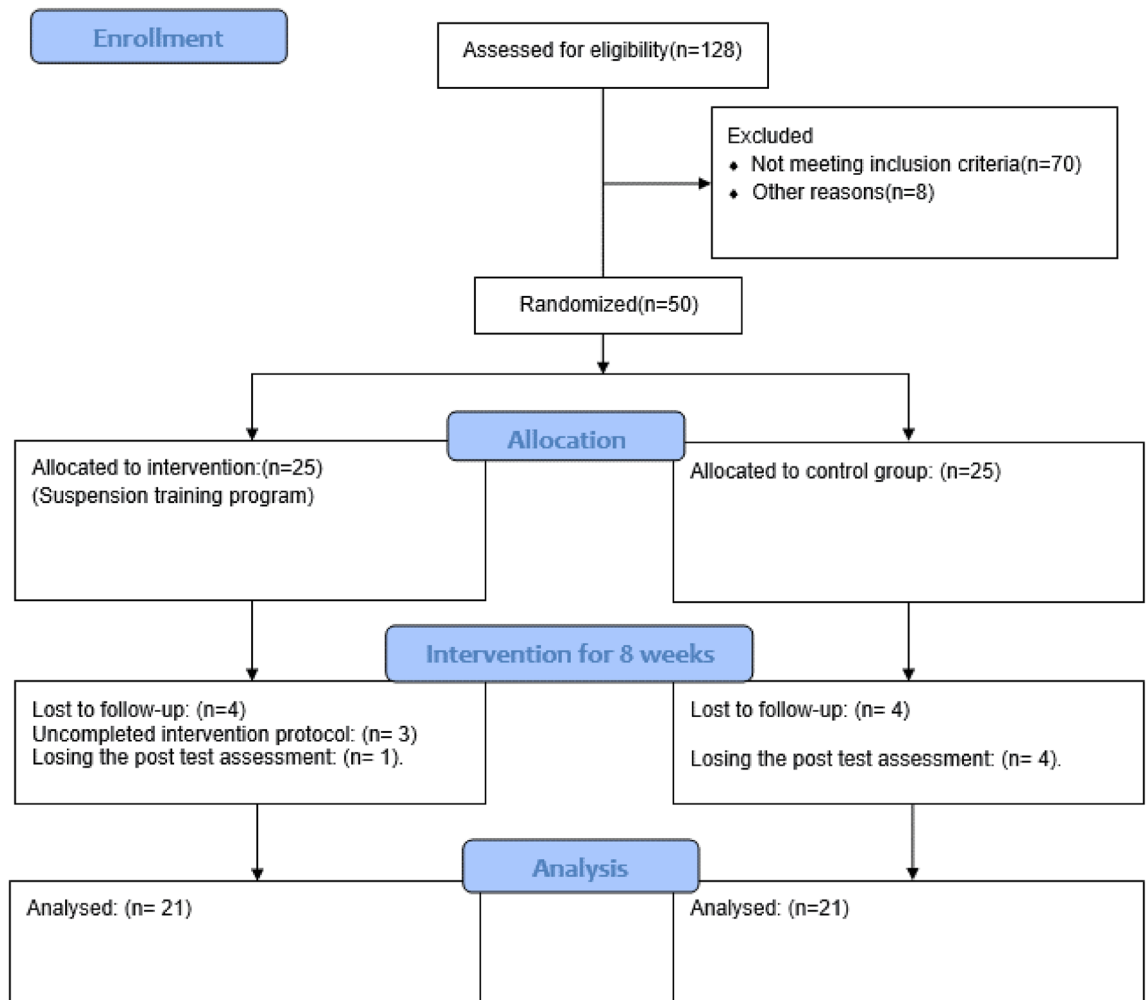 Enrollment
Assessed for eligibility(n=128)
Excluded
♦ Not meeting inclusion criteria(n=70)
♦ Other reasons(n=8)
Randomized(n=50)
Allocation
Allocated to intervention:(n=25)
(Suspension training program)
Allocated to control group: (n=25)
Intervention for 8 weeks
Lost to follow-up: (n=4)
Uncompleted intervention protocol: (n= 3)
Losing the post test assessment: (n= 1).
Lost to follow-up: (n= 4)
Losing the post test assessment: (n= 4).
Analysis
Analysed: (n= 21)
Analysed: (n=21)